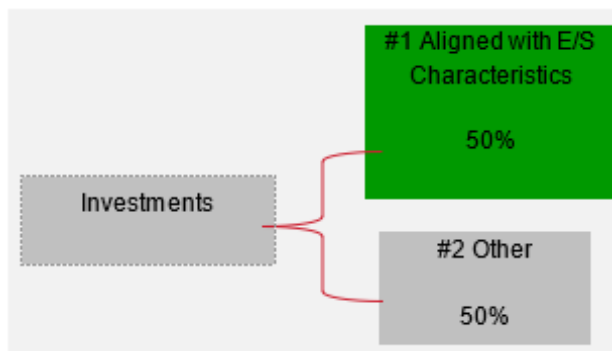 #1 Aligned with E/S
Characteristics
50%
Investments
#2 Other
50%